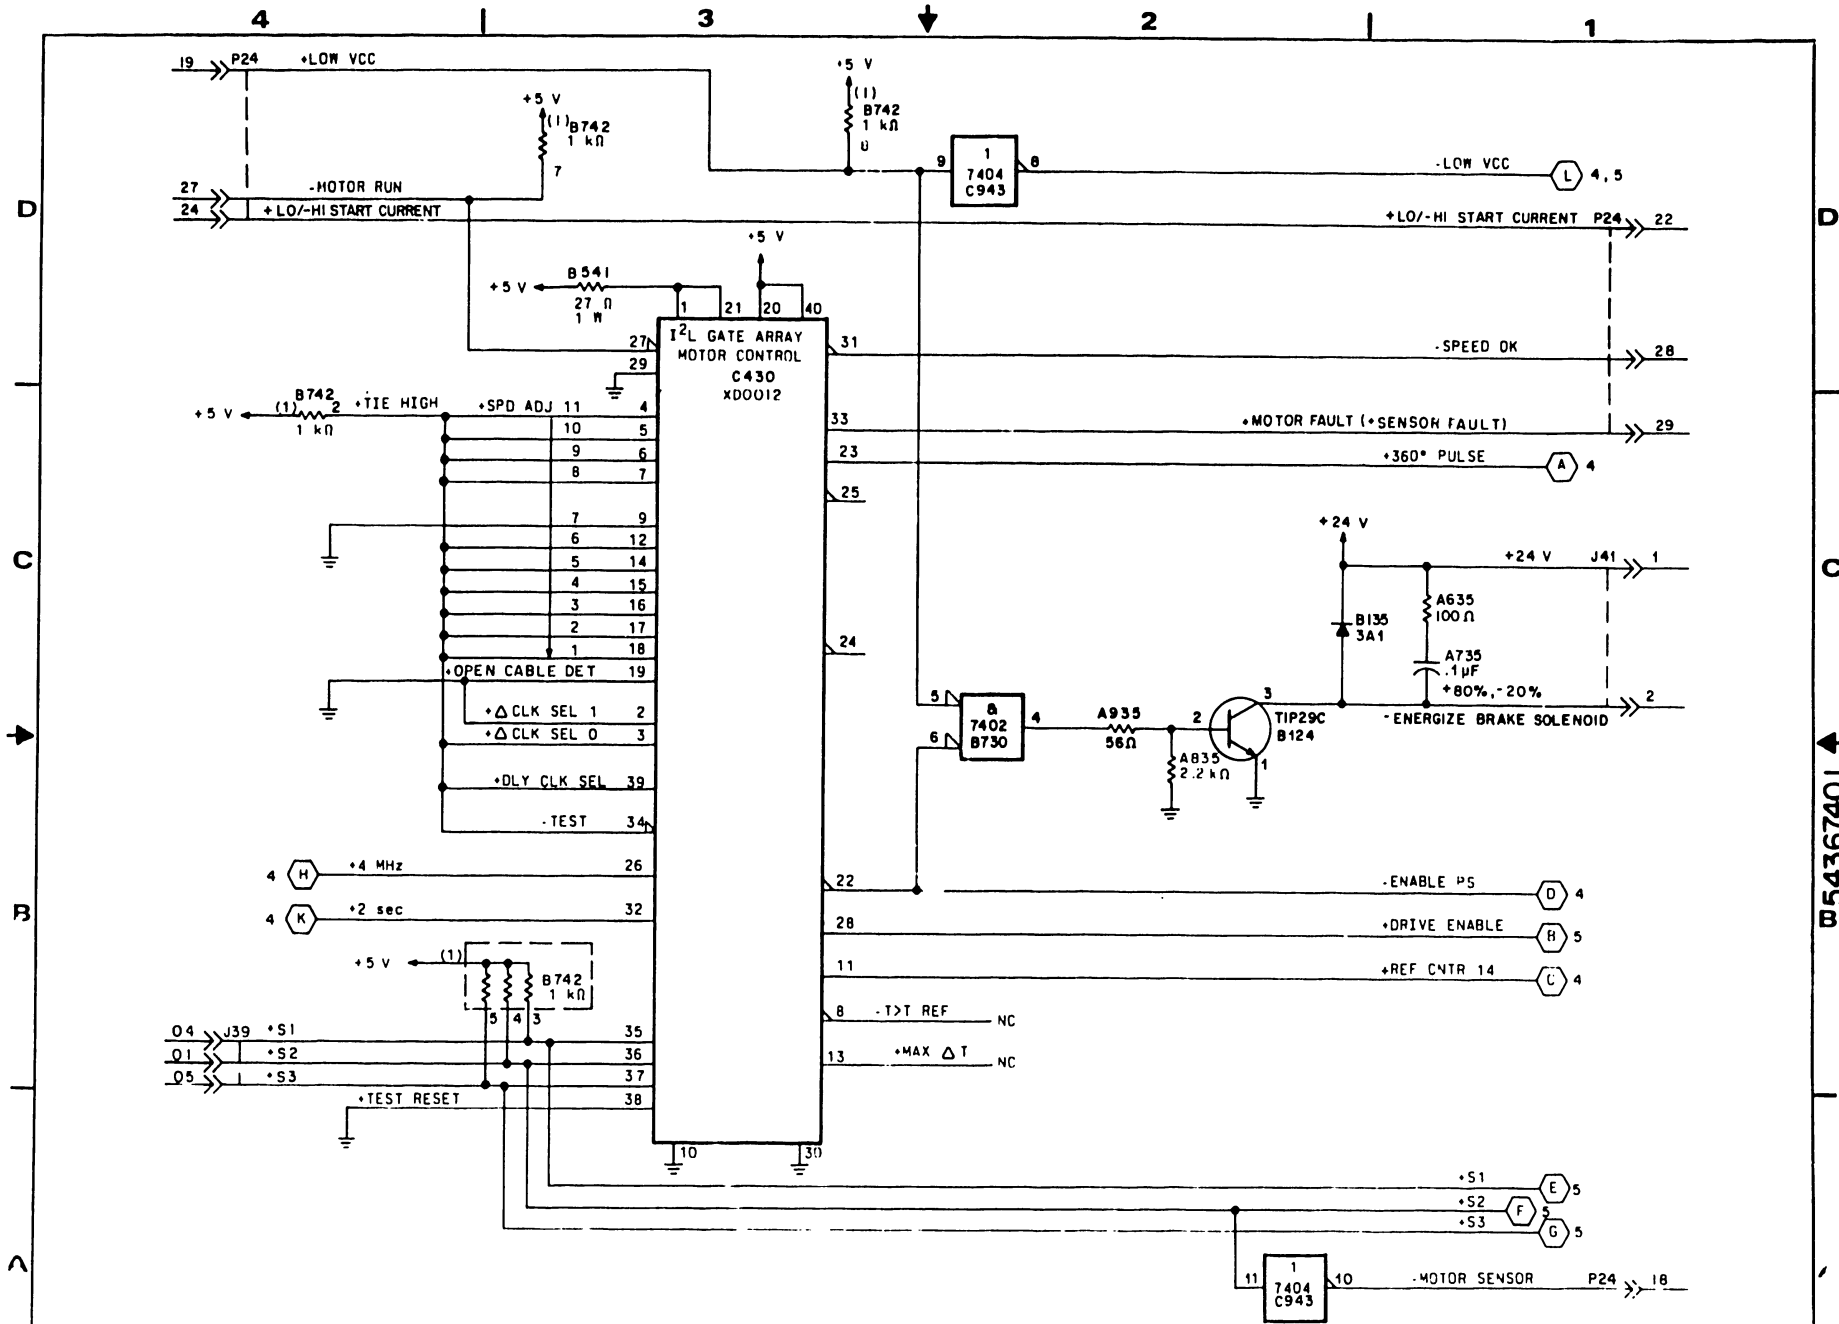 4 3 2 1
19 P24 +LOW VCC
+5 V
(1)
B742
1 kΩ
7
+5 V
(1)
B742
1 kΩ
8
9 1 8
7404
C943
-LOW VCC L 4,5
D
27 -MOTOR RUN
24 +LO/-HI START CURRENT
+LO/-HI START CURRENT P24 22
D
+5 V
+5 V B541
27 Ω
1 W
1 21 20 40
I²L GATE ARRAY
MOTOR CONTROL
C430
XD0012
27
29
31 -SPEED OK 28
+5 V (1) B742 2 +TIE HIGH
1 kΩ
+SPD ADJ 11 4
10 5
9 6
8 7
7 9
6 12
5 14
4 15
3 16
2 17
1 18
+OPEN CABLE DET 19
+Δ CLK SEL 1 2
+Δ CLK SEL 0 3
+DLY CLK SEL 39
-TEST 34
33 +MOTOR FAULT (+SENSOR FAULT) 29
23 +360° PULSE A 4
25
24
C
C
+24 V
+24 V J41 1
B135
3A1
A635
100 Ω
A735
.1µF
+80%,-20%
5
6
&
7402
B730
4
A935
56Ω
A835
2.2 kΩ
2
3
1
TIP29C
B124
-ENERGIZE BRAKE SOLENOID 2
54367401
4 H +4 MHz 26
4 K +2 sec 32
22 -ENABLE PS D 4
28 +DRIVE ENABLE B 5
11 +REF CNTR 14 C 4
8 -T>T REF NC
13 +MAX Δ T NC
B
B
+5 V (1)
B742
1 kΩ
5 4 3
04 J39 +S1 35
01 +S2 36
05 +S3 37
+TEST RESET 38
10 30
+S1 E 5
+S2 F 5
+S3 G 5
A
11 1 10
7404
C943
-MOTOR SENSOR P24 18